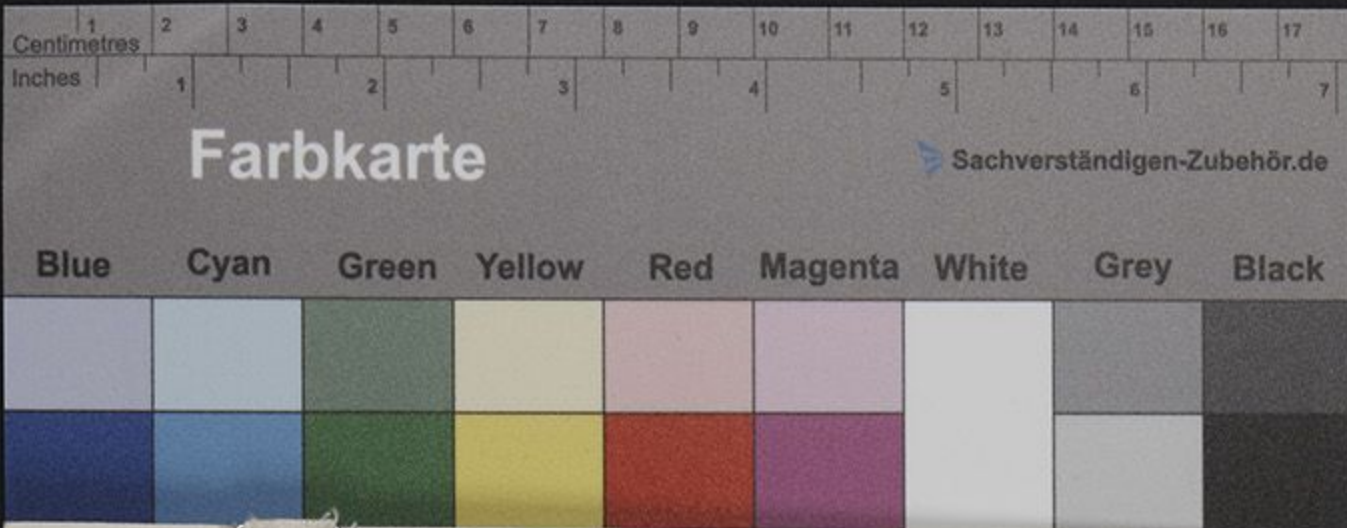 1 2 3 4 5 6 7 8 9 10 11 12 13 14 15 16 17
Centimetres
Inches
1 2 3 4 5 6 7
Farbkarte
Sachverständigen-Zubehör.de
Blue Cyan Green Yellow Red Magenta White Grey Black